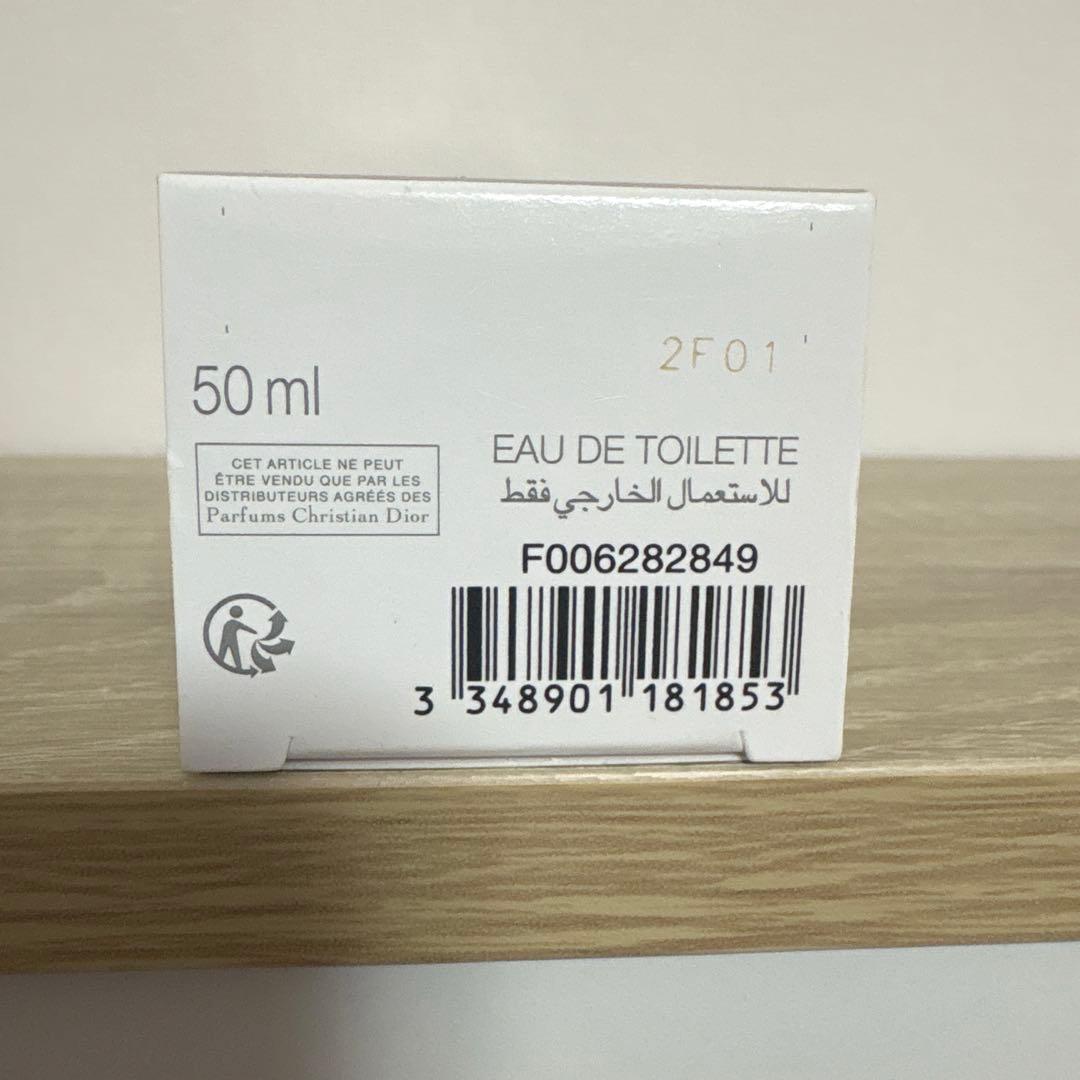 2F01
50 ml
CET ARTICLE NE PEUT
ÊTRE VENDU QUE PAR LES
DISTRIBUTEURS AGRÉÉS DES
Parfums Christian Dior
EAU DE TOILETTE
للاستعمال الخارجي فقط
F006282849
3 348901 181853